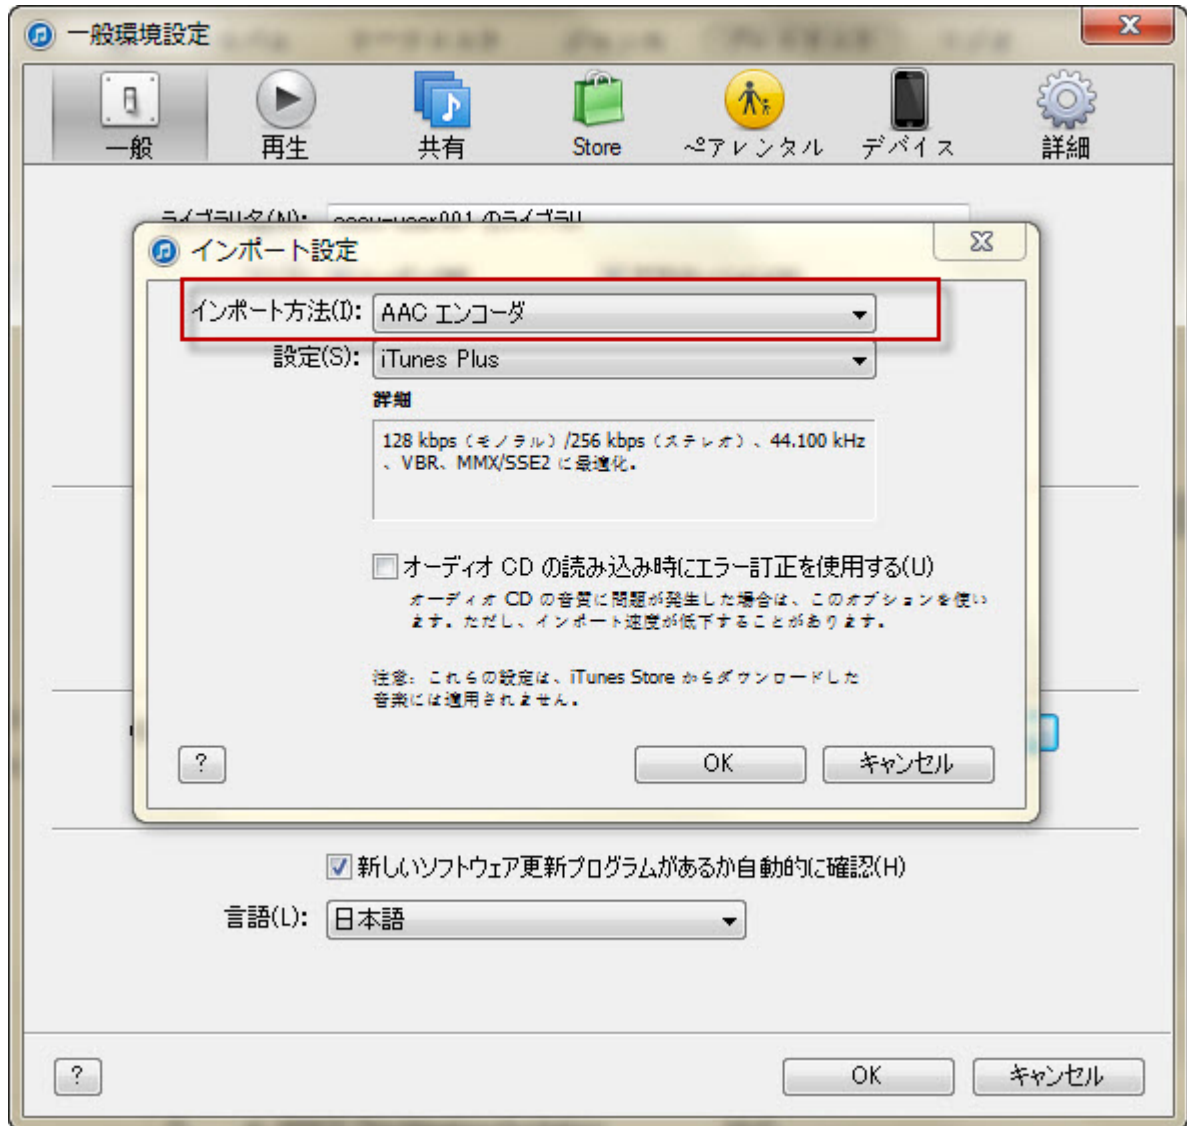 一般環境設定
一般
再生
共有
Store
ペアレンタル
デバイス
詳細
インポート設定
インポート方法(I): AAC エンコーダ
設定(S): iTunes Plus
詳細
128 kbps（モノラル）/256 kbps（ステレオ）、44.100 kHz
、VBR、MMX/SSE2 に最適化。
オーディオ CD の読み込み時にエラー訂正を使用する(U)
オーディオ CD の音質に問題が発生した場合は、このオプションを使い
ます。ただし、インポート速度が低下することがあります。
注意: これらの設定は、iTunes Store からダウンロードした
音楽には適用されません。
?
OK
キャンセル
新しいソフトウェア更新プログラムがあるか自動的に確認(H)
言語(L): 日本語
?
OK
キャンセル